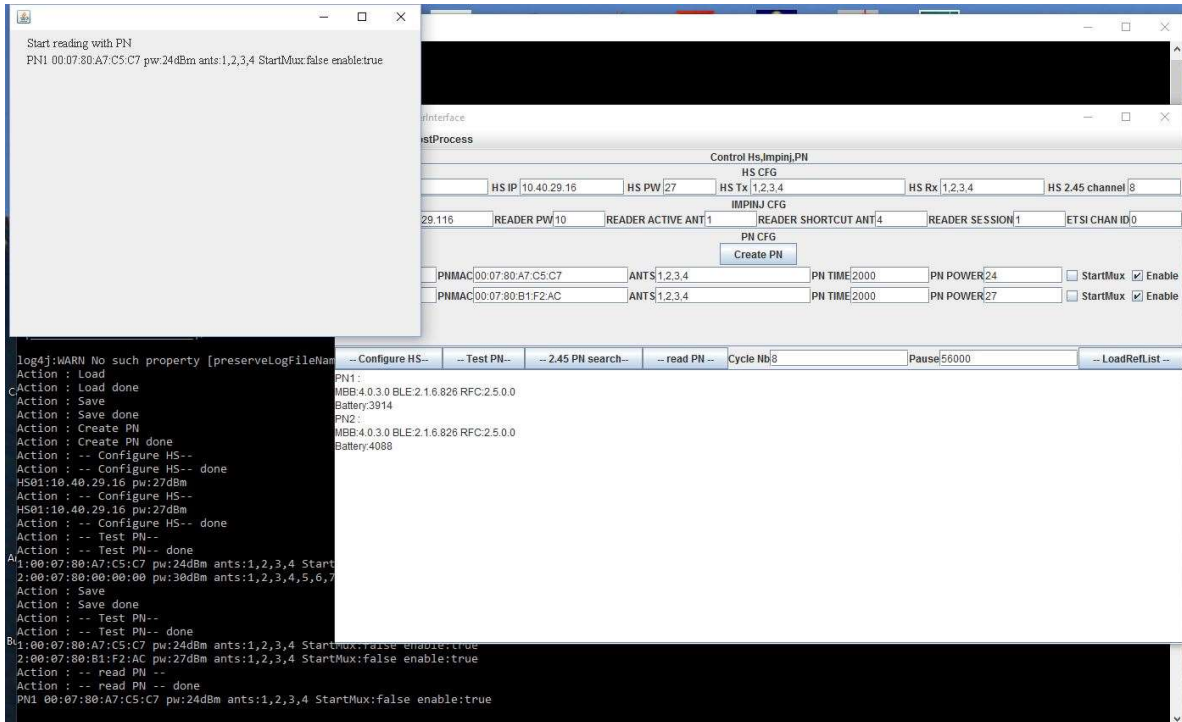 Start reading with PN
PN1 00:07:80:A7:C5:C7 pw:24dBm ants:1,2,3,4 StartMux:false enable:true
rInterface
ostProcess
Control Hs,Impinj,PN
HS CFG
HS IP 10.40.29.16 HS PW 27 HS Tx 1,2,3,4 HS Rx 1,2,3,4 HS 2.45 channel 8
IMPINJ CFG
29.116 READER PW 10 READER ACTIVE ANT 1 READER SHORTCUT ANT 4 READER SESSION 1 ETSI CHAN ID 0
PN CFG
Create PN
PNMAC 00:07:80:A7:C5:C7 ANTS 1,2,3,4 PN TIME 2000 PN POWER 24 StartMux Enable
PNMAC 00:07:80:B1:F2:AC ANTS 1,2,3,4 PN TIME 2000 PN POWER 27 StartMux Enable
-- Configure HS-- -- Test PN-- -- 2.45 PN search-- -- read PN -- Cycle Nb 8 Pause 56000 -- LoadRefList --
PN1 :
MBB:4.0.3.0 BLE:2.1.6.826 RFC:2.5.0.0
Battery:3914
PN2 :
MBB:4.0.3.0 BLE:2.1.6.826 RFC:2.5.0.0
Battery:4088
log4j:WARN No such property [preserveLogFileNam
Action : Load
Action : Load done
Action : Save
Action : Save done
Action : Create PN
Action : Create PN done
Action : -- Configure HS--
Action : -- Configure HS-- done
HS01:10.40.29.16 pw:27dBm
Action : -- Configure HS--
HS01:10.40.29.16 pw:27dBm
Action : -- Configure HS-- done
Action : -- Test PN--
Action : -- Test PN-- done
1:00:07:80:A7:C5:C7 pw:24dBm ants:1,2,3,4 Start
2:00:07:80:00:00:00 pw:30dBm ants:1,2,3,4,5,6,7
Action : Save
Action : Save done
Action : -- Test PN--
Action : -- Test PN-- done
1:00:07:80:A7:C5:C7 pw:24dBm ants:1,2,3,4 StartMux:false enable:true
2:00:07:80:B1:F2:AC pw:27dBm ants:1,2,3,4 StartMux:false enable:true
Action : -- read PN --
Action : -- read PN -- done
PN1 00:07:80:A7:C5:C7 pw:24dBm ants:1,2,3,4 StartMux:false enable:true